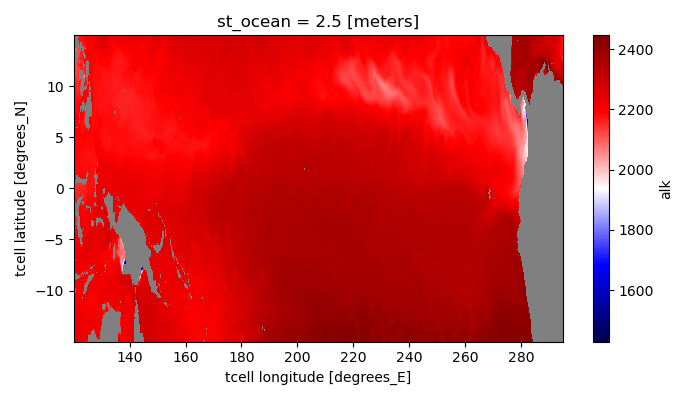 st_ocean = 2.5 [meters]
10
5
0
−5
−10
tcell latitude [degrees_N]
140 160 180 200 220 240 260 280
tcell longitude [degrees_E]
2400
2200
2000
1800
1600
alk